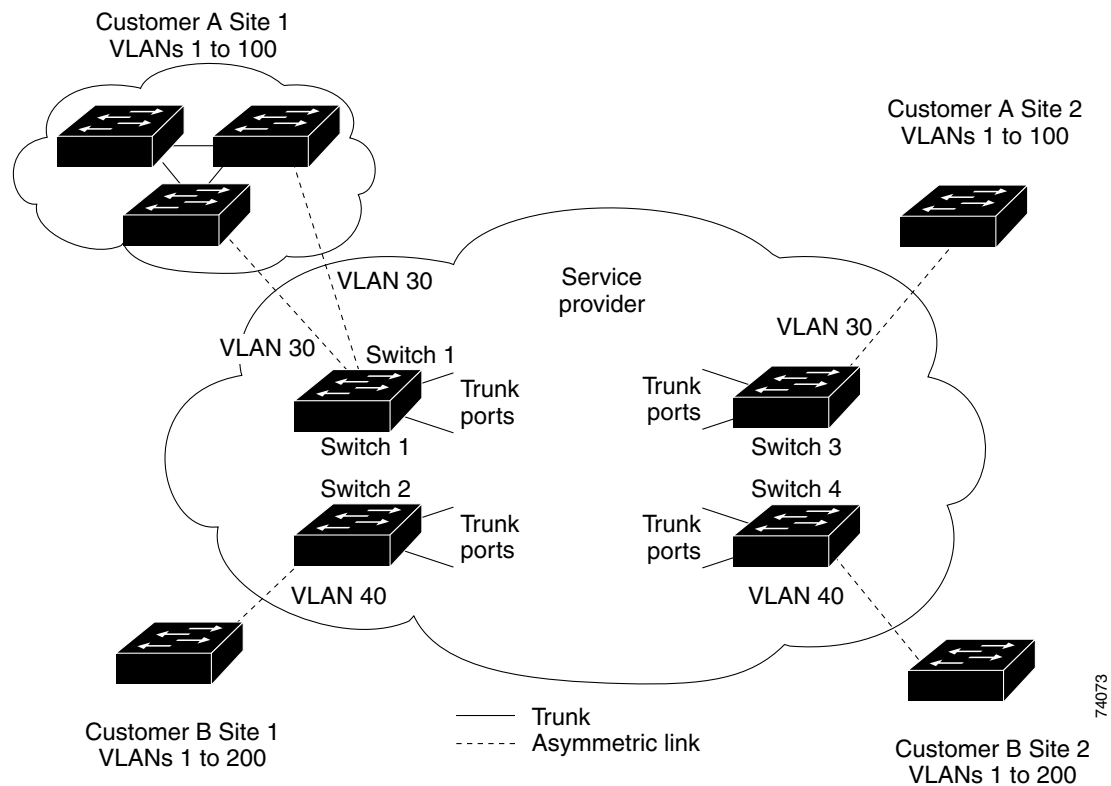 Customer A Site 1
VLANs 1 to 100
Customer A Site 2
VLANs 1 to 100
Service
provider
VLAN 30
VLAN 30
VLAN 30
Switch 1
Trunk
ports
Trunk
ports
Switch 1
Switch 3
Switch 2
Switch 4
Trunk
ports
Trunk
ports
VLAN 40
VLAN 40
Customer B Site 1
VLANs 1 to 200
Trunk
Asymmetric link
Customer B Site 2
VLANs 1 to 200
74073